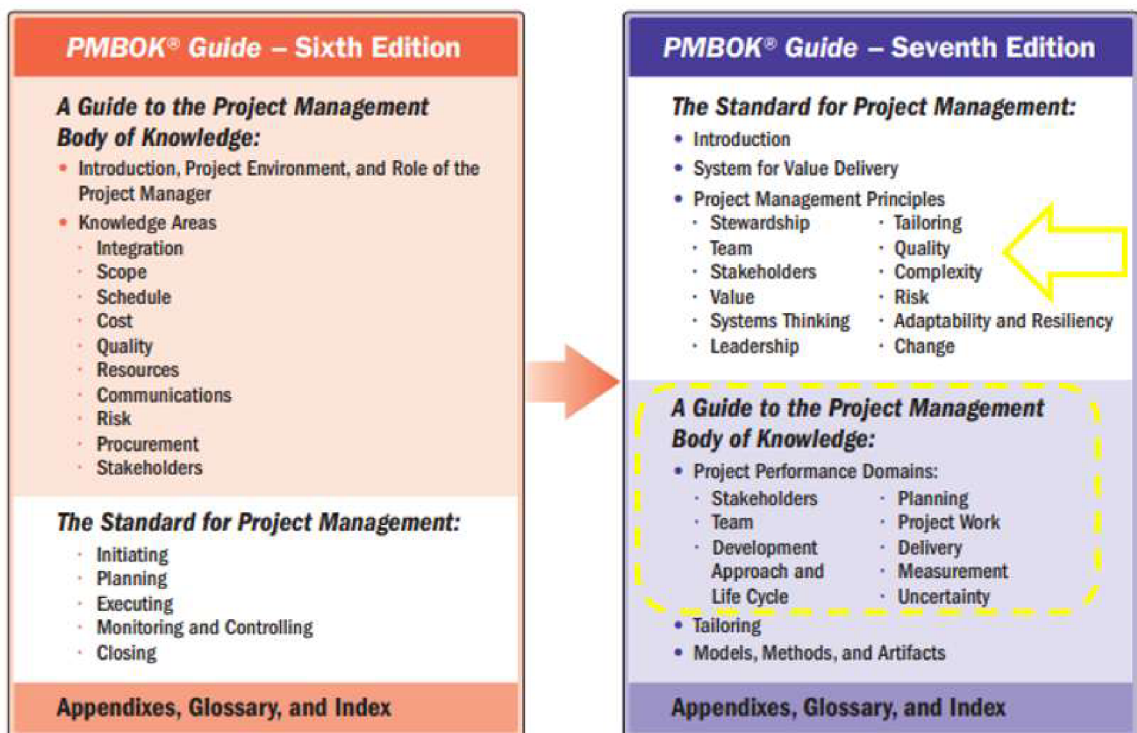 PMBOK® Guide – Sixth Edition
A Guide to the Project Management
Body of Knowledge:
• Introduction, Project Environment, and Role of the
Project Manager
• Knowledge Areas
· Integration
· Scope
· Schedule
· Cost
· Quality
· Resources
· Communications
· Risk
· Procurement
· Stakeholders
The Standard for Project Management:
· Initiating
· Planning
· Executing
· Monitoring and Controlling
· Closing
Appendixes, Glossary, and Index
PMBOK® Guide – Seventh Edition
The Standard for Project Management:
• Introduction
• System for Value Delivery
• Project Management Principles
· Stewardship
· Team
· Stakeholders
· Value
· Systems Thinking
· Leadership
· Tailoring
· Quality
· Complexity
· Risk
· Adaptability and Resiliency
· Change
A Guide to the Project Management
Body of Knowledge:
• Project Performance Domains:
· Stakeholders
· Team
· Development
Approach and
Life Cycle
· Planning
· Project Work
· Delivery
· Measurement
· Uncertainty
• Tailoring
• Models, Methods, and Artifacts
Appendixes, Glossary, and Index